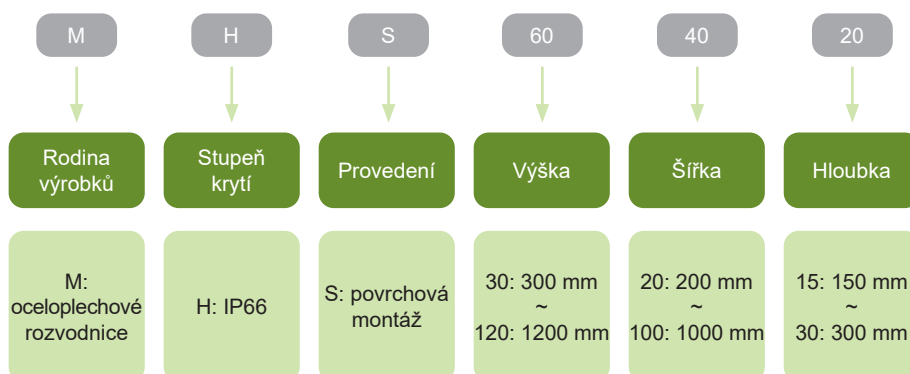 M
H
S
60
40
20
Rodina
výrobků
Stupeň
krytí
Provedení
Výška
Šířka
Hloubka
M:
oceloplechové
rozvodnice
H: IP66
S: povrchová
montáž
30: 300 mm
~
120: 1200 mm
20: 200 mm
~
100: 1000 mm
15: 150 mm
~
30: 300 mm